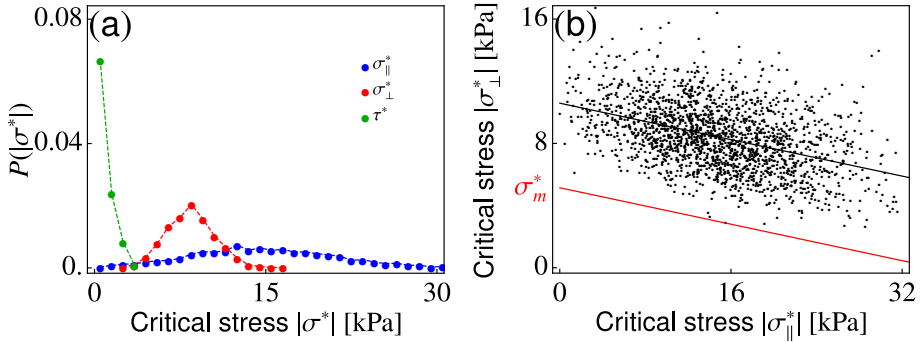 (a)
0.08
0.04
0.
P(|σ*|)
σ*∥
σ*⊥
τ*
0 15 30
Critical stress |σ*| [kPa]
(b)
16
8
0
Critical stress |σ*⊥| [kPa]
σ*m
0 16 32
Critical stress |σ*∥| [kPa]